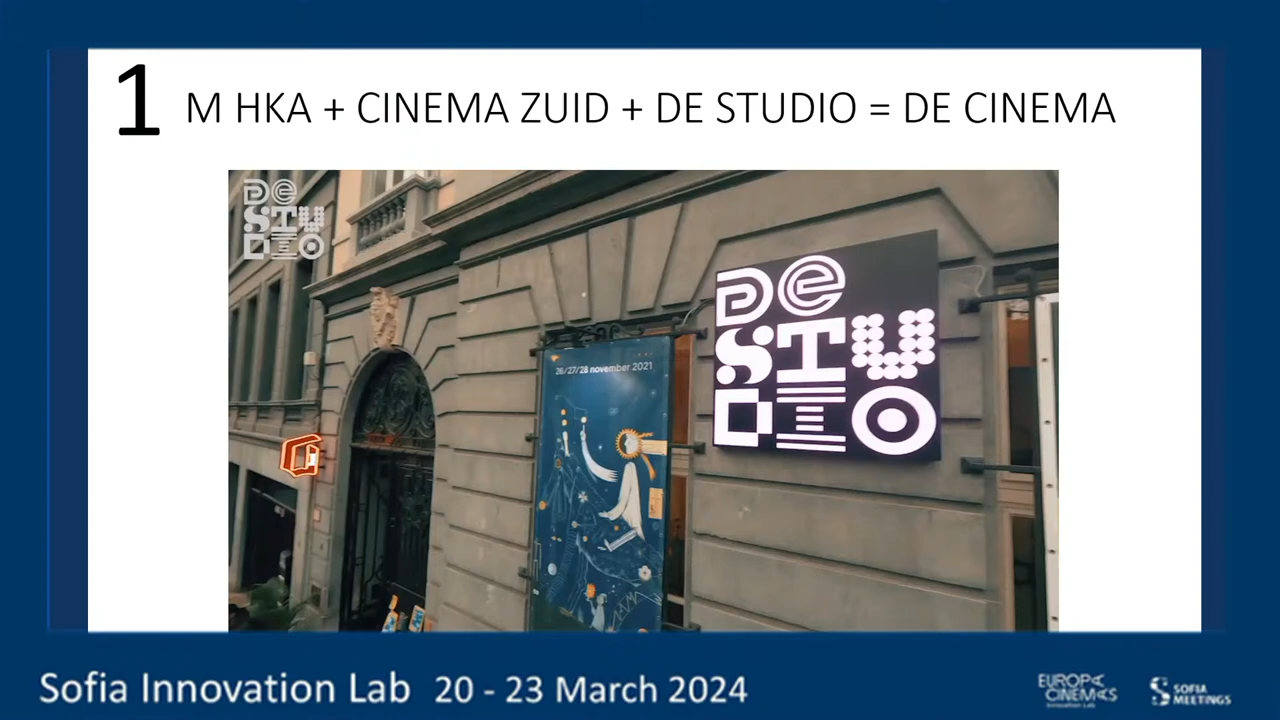 1 M HKA + CINEMA ZUID + DE STUDIO = DE CINEMA
De
STU
DIO
26/27/28 november 2021
De
STU
DIO
Sofia Innovation Lab 20 - 23 March 2024
EUROPA
CINEMAS
Innovation Lab
SOFIA
MEETINGS